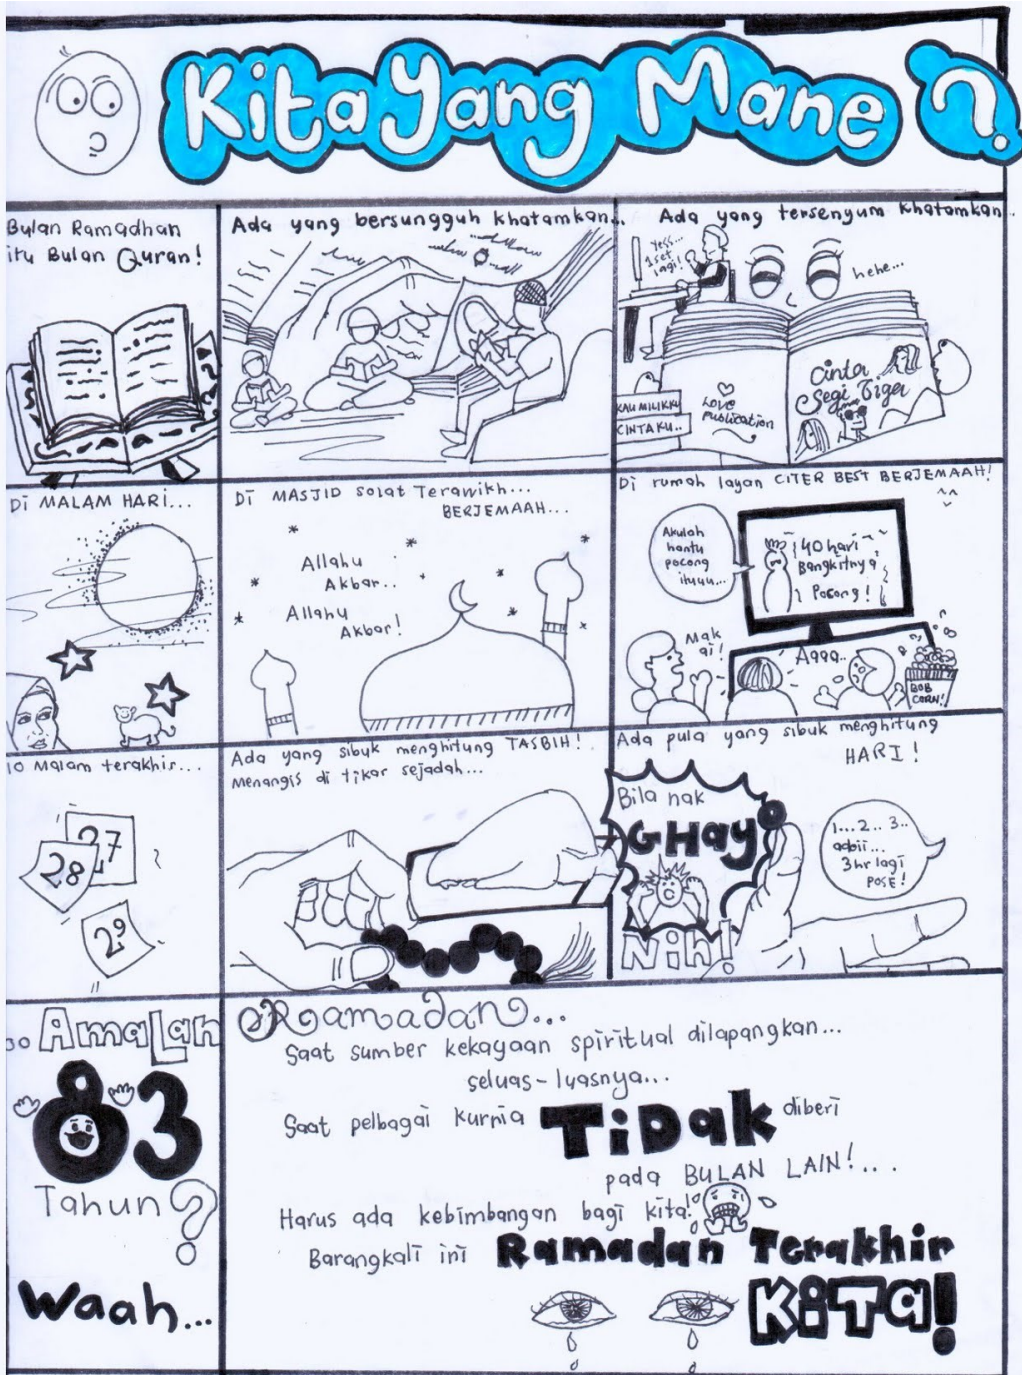 Kita Yang Mane?
Bulan Ramadhan
itu Bulan Quran!
Ada yang bersungguh khatamkan...
Ada yang tersenyum khatamkan...
Yess...
1 set
lagi!
hehe...
KAU MILIKKU
CINTAKU..
Love
Publication
Cinta
Segi Tiga
Di MALAM HARI...
Di MASJID solat Terawikh...
BERJEMAAH...
Allahu
Akbar..
Allahu
Akbar!
Di rumah layan CITER BEST BERJEMAAH!
Akulah
hantu
pocong
ituuu...
40 hari
Bangkitnya
Pocong!
Mak
ai!
Aaaa..
BOB
CORN!
10 Malam terakhir...
27
28
29
Ada yang sibuk menghitung TASBIH!
Menangis di tikar sejadah...
Ada pula yang sibuk menghitung
HARI!
Bila nak
GHaya
Nih!
1... 2.. 3..
adoii...
3hr lagi
POSE!
Amalan
83
Tahun?
Waah...
Ramadan...
Saat sumber kekayaan spiritual dilapangkan...
seluas-luasnya...
Saat pelbagai kurnia TiDak diberi
pada BULAN LAIN!...
Harus ada kebimbangan bagi kita!
Barangkali ini Ramadan Terakhir
KiTa!